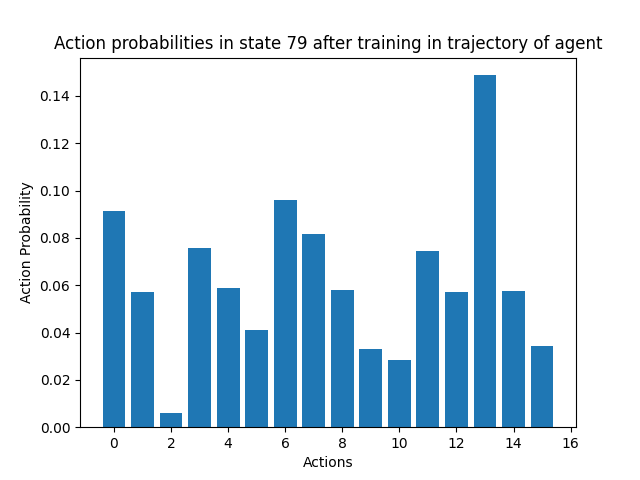 Action probabilities in state 79 after training in trajectory of agent
0.14
0.12
0.10
0.08
0.06
0.04
0.02
0.00
Action Probability
0 2 4 6 8 10 12 14 16
Actions